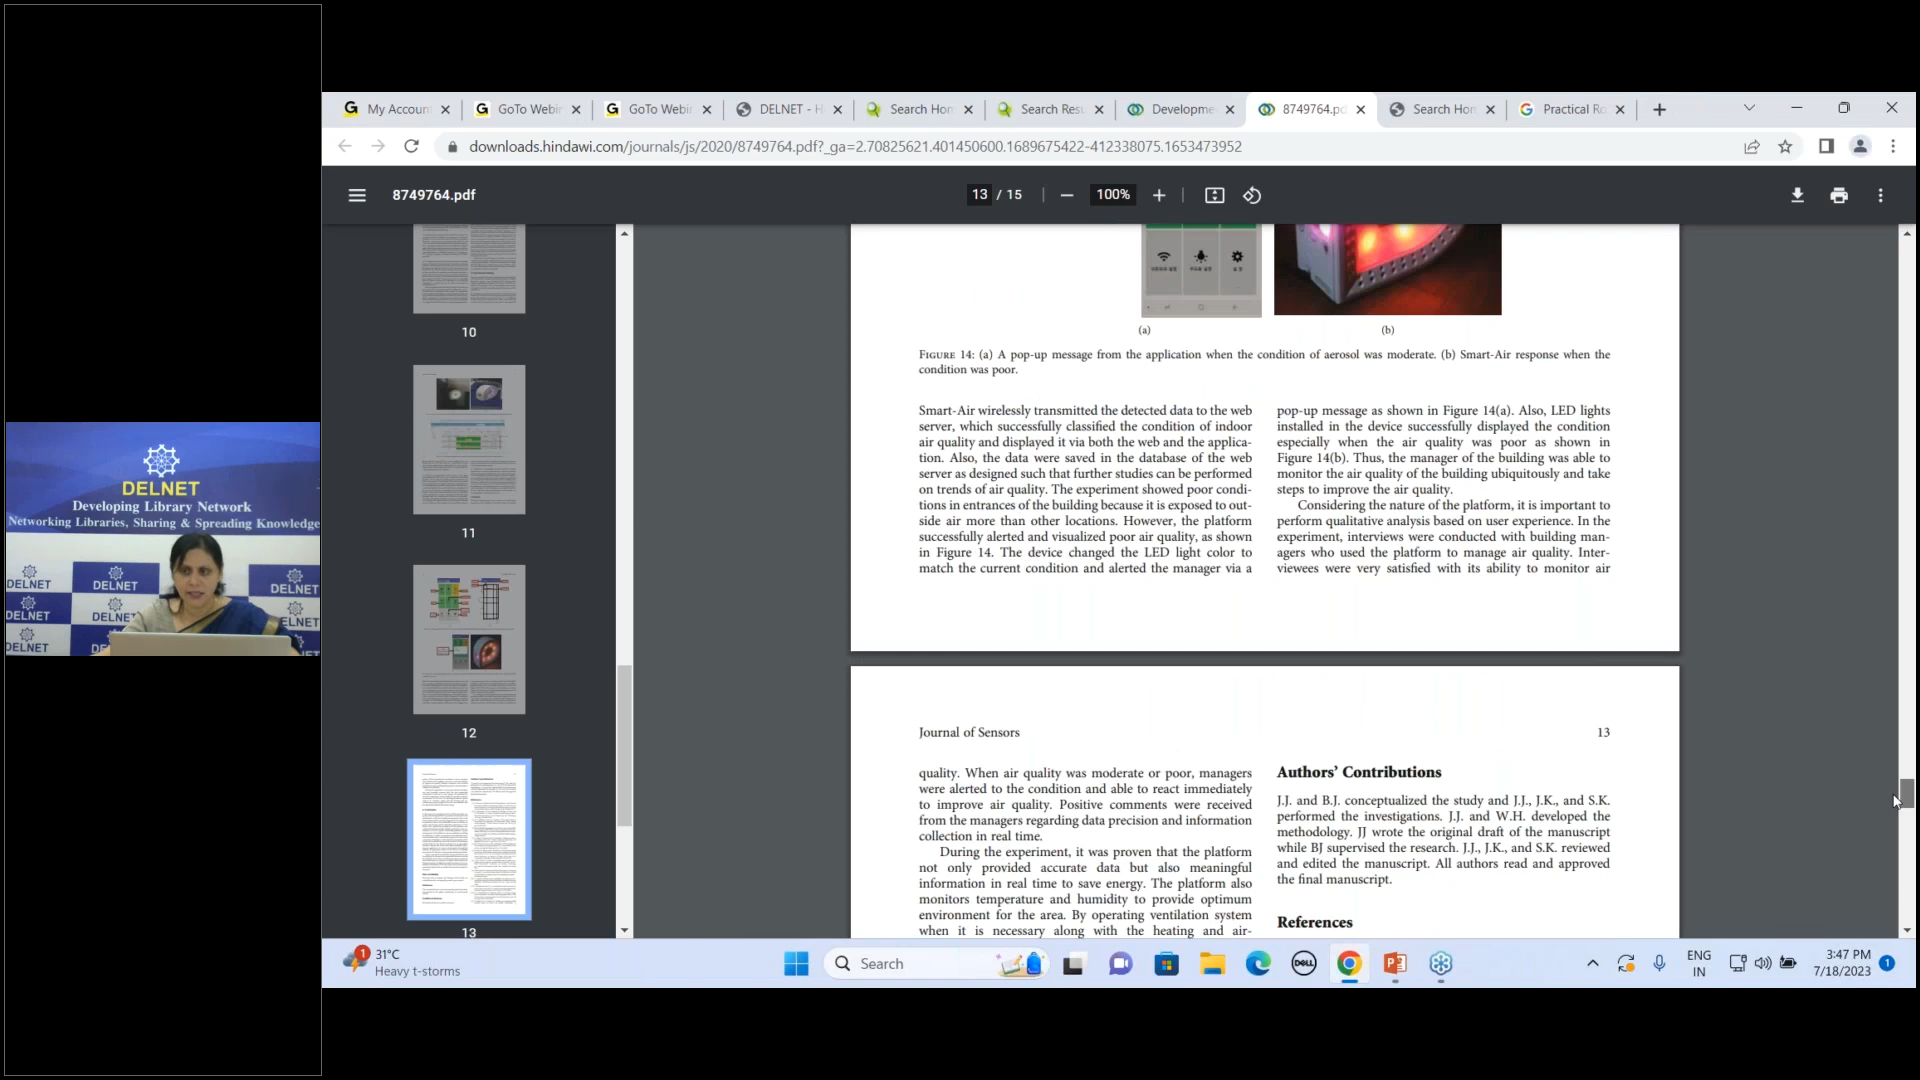 My Accoun
GoTo Webin
GoTo Webin
DELNET - H
Search Hom
Search Resu
Developme
8749764.pd
Search Hom
Practical Ro
downloads.hindawi.com/journals/js/2020/8749764.pdf?_ga=2.70825621.401450600.1689675422-412338075.1653473952
8749764.pdf
13 / 15
100%
10
11
12
13
(a)
(b)
FIGURE 14: (a) A pop-up message from the application when the condition of aerosol was moderate. (b) Smart-Air response when the
condition was poor.
Smart-Air wirelessly transmitted the detected data to the web
server, which successfully classified the condition of indoor
air quality and displayed it via both the web and the applica-
tion. Also, the data were saved in the database of the web
server as designed such that further studies can be performed
on trends of air quality. The experiment showed poor condi-
tions in entrances of the building because it is exposed to out-
side air more than other locations. However, the platform
successfully alerted and visualized poor air quality, as shown
in Figure 14. The device changed the LED light color to
match the current condition and alerted the manager via a
pop-up message as shown in Figure 14(a). Also, LED lights
installed in the device successfully displayed the condition
especially when the air quality was poor as shown in
Figure 14(b). Thus, the manager of the building was able to
monitor the air quality of the building ubiquitously and take
steps to improve the air quality.
Considering the nature of the platform, it is important to
perform qualitative analysis based on user experience. In the
experiment, interviews were conducted with building man-
agers who used the platform to manage air quality. Inter-
viewees were very satisfied with its ability to monitor air
Journal of Sensors
13
quality. When air quality was moderate or poor, managers
were alerted to the condition and able to react immediately
to improve air quality. Positive comments were received
from the managers regarding data precision and information
collection in real time.
During the experiment, it was proven that the platform
not only provided accurate data but also meaningful
information in real time to save energy. The platform also
monitors temperature and humidity to provide optimum
environment for the area. By operating ventilation system
when it is necessary along with the heating and air-
Authors' Contributions
J.J. and B.J. conceptualized the study and J.J., J.K., and S.K.
performed the investigations. J.J. and W.H. developed the
methodology. JJ wrote the original draft of the manuscript
while BJ supervised the research. J.J., J.K., and S.K. reviewed
and edited the manuscript. All authors read and approved
the final manuscript.
References
DELNET
Developing Library Network
Networking Libraries, Sharing & Spreading Knowledge
DELNET
DELNET
DELNET
DELNET
DELNE
ELNET
DELNET
DE
LNET
1
31°C
Heavy t-storms
Search
DELL
ENG
IN
3:47 PM
7/18/2023
1